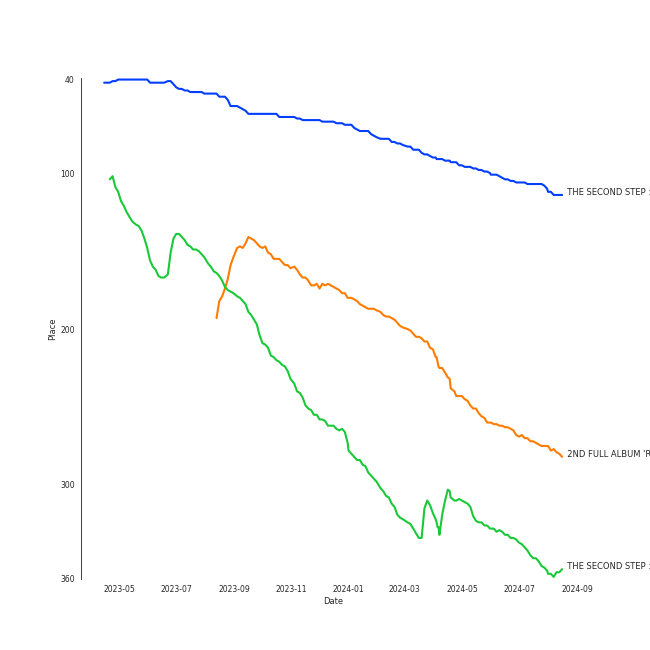 40
100
200
300
360
Place
2023-05 2023-07 2023-09 2023-11 2024-01 2024-03 2024-05 2024-07 2024-09
Date
THE SECOND STEP :
2ND FULL ALBUM 'R
THE SECOND STEP :